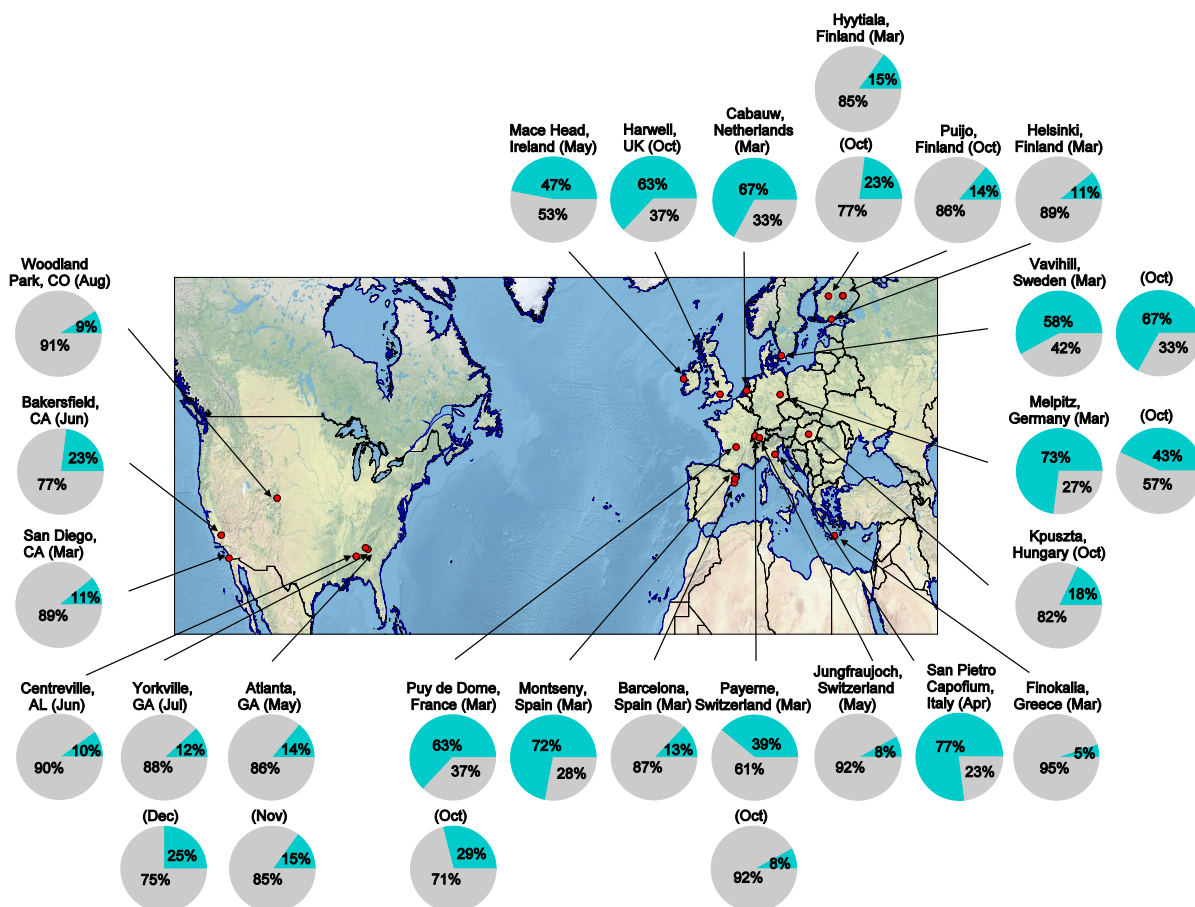 Hyytiala,
Finland (Mar)
15%
85%
Mace Head,
Ireland (May)
47%
53%
Harwell,
UK (Oct)
63%
37%
Cabauw,
Netherlands
(Mar)
67%
33%
(Oct)
23%
77%
Puijo,
Finland (Oct)
14%
86%
Helsinki,
Finland (Mar)
11%
89%
Woodland
Park, CO (Aug)
9%
91%
Vavihill,
Sweden (Mar)
58%
42%
(Oct)
67%
33%
Bakersfield,
CA (Jun)
23%
77%
Melpitz,
Germany (Mar)
73%
27%
(Oct)
43%
57%
San Diego,
CA (Mar)
11%
89%
Kpuszta,
Hungary (Oct)
18%
82%
Centreville,
AL (Jun)
10%
90%
Yorkville,
GA (Jul)
12%
88%
Atlanta,
GA (May)
14%
86%
Puy de Dome,
France (Mar)
63%
37%
Montseny,
Spain (Mar)
72%
28%
Barcelona,
Spain (Mar)
13%
87%
Payerne,
Switzerland (Mar)
39%
61%
Jungfraujoch,
Switzerland
(May)
8%
92%
San Pietro
Capofium,
Italy (Apr)
77%
23%
Finokalia,
Greece (Mar)
5%
95%
(Dec)
25%
75%
(Nov)
15%
85%
(Oct)
29%
71%
(Oct)
8%
92%